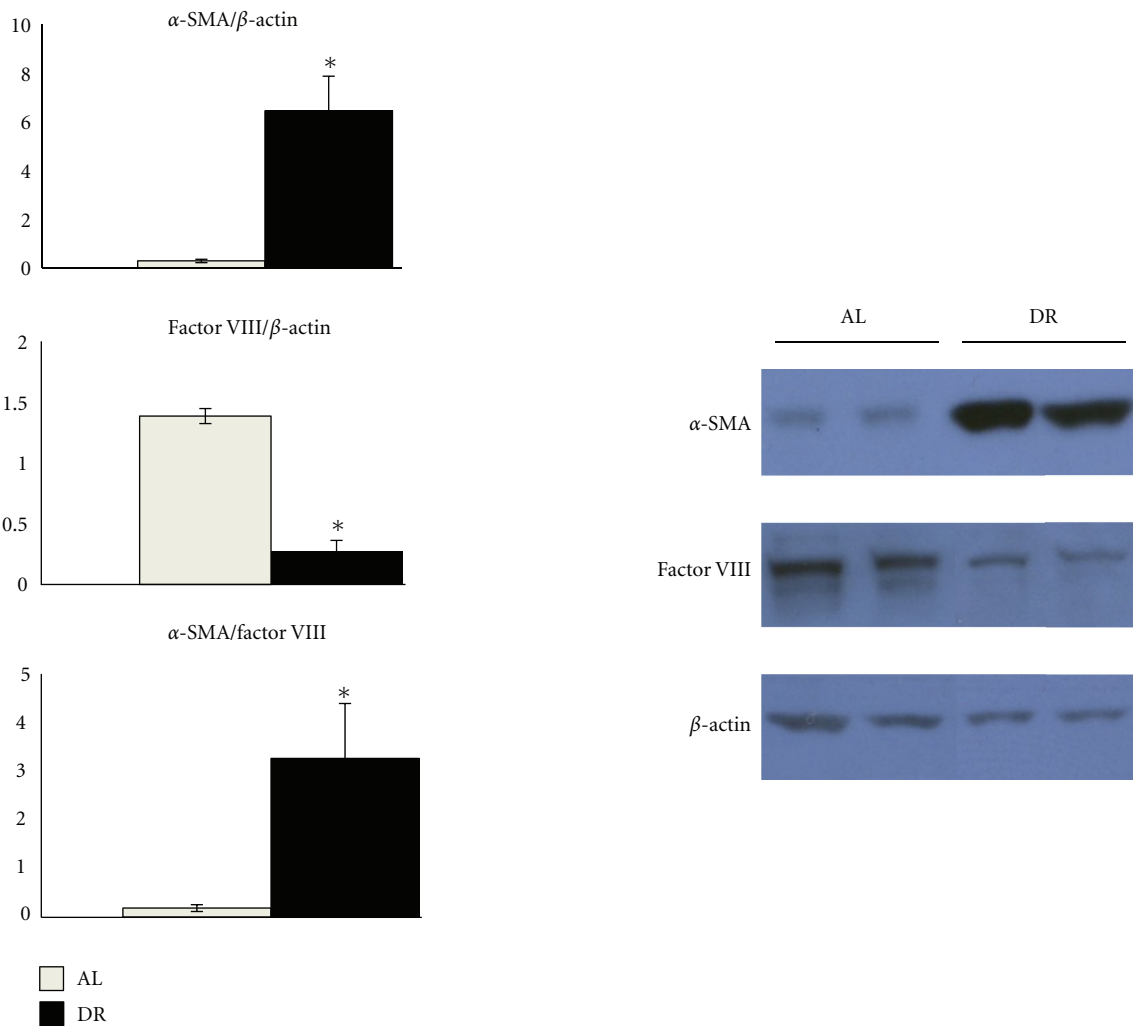 α-SMA/β-actin
10
8
6
4
2
0
*
Factor VIII/β-actin
2
1.5
1
0.5
0
*
α-SMA/factor VIII
5
4
3
2
1
0
*
AL
DR
AL DR
α-SMA
Factor VIII
β-actin